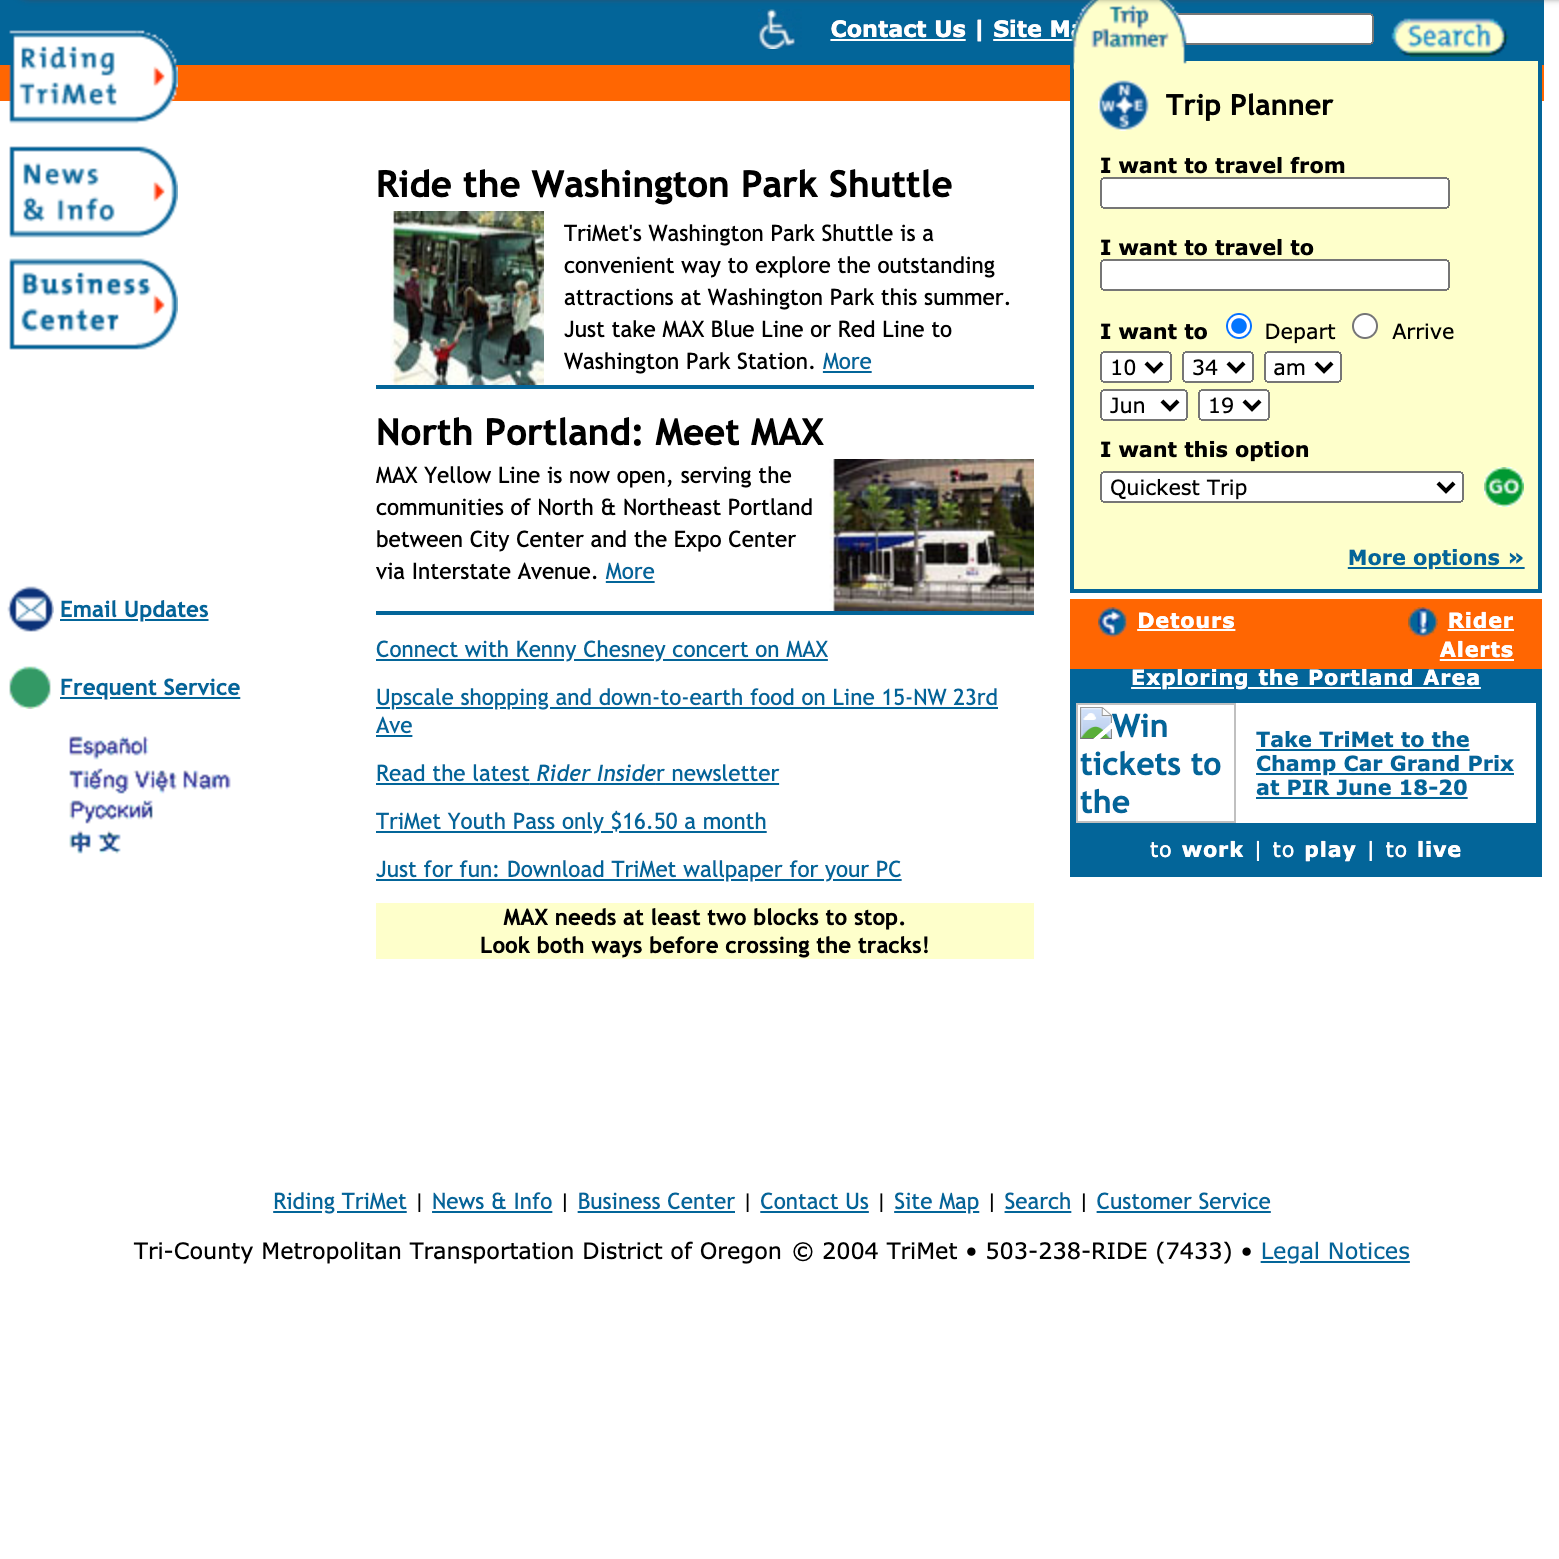 Contact Us | Site Ma
Trip
Planner
Search
Riding
TriMet
News
& Info
Business
Center
Email Updates
Frequent Service
Español
Tiếng Việt Nam
Русский
中文
Ride the Washington Park Shuttle
TriMet's Washington Park Shuttle is a
convenient way to explore the outstanding
attractions at Washington Park this summer.
Just take MAX Blue Line or Red Line to
Washington Park Station. More
North Portland: Meet MAX
MAX Yellow Line is now open, serving the
communities of North & Northeast Portland
between City Center and the Expo Center
via Interstate Avenue. More
Connect with Kenny Chesney concert on MAX
Upscale shopping and down-to-earth food on Line 15-NW 23rd
Ave
Read the latest Rider Insider newsletter
TriMet Youth Pass only $16.50 a month
Just for fun: Download TriMet wallpaper for your PC
MAX needs at least two blocks to stop.
Look both ways before crossing the tracks!
N
W E
S
Trip Planner
I want to travel from
I want to travel to
I want to Depart Arrive
10 34 am
Jun 19
I want this option
Quickest Trip GO
More options »
Detours
Rider
Alerts
Exploring the Portland Area
Win
tickets to
the
Take TriMet to the
Champ Car Grand Prix
at PIR June 18-20
to work | to play | to live
Riding TriMet | News & Info | Business Center | Contact Us | Site Map | Search | Customer Service
Tri-County Metropolitan Transportation District of Oregon © 2004 TriMet • 503-238-RIDE (7433) • Legal Notices